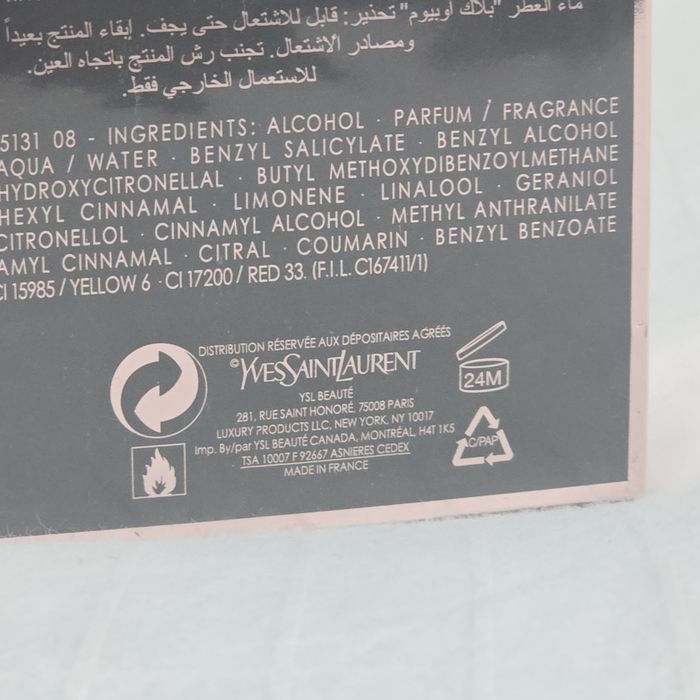 ماء العطر "بلاك أوبيوم" تحذير: قابل للاشتعال حتى يجف. إبقاء المنتج بعيداً
ومصادر الاشتعال. تجنب رش المنتج باتجاه العين.
للاستعمال الخارجي فقط.
5131 08 - INGREDIENTS: ALCOHOL · PARFUM / FRAGRANCE
AQUA / WATER · BENZYL SALICYLATE · BENZYL ALCOHOL
HYDROXYCITRONELLAL · BUTYL METHOXYDIBENZOYLMETHANE
HEXYL CINNAMAL · LIMONENE · LINALOOL · GERANIOL
CITRONELLOL · CINNAMYL ALCOHOL · METHYL ANTHRANILATE
AMYL CINNAMAL · CITRAL · COUMARIN · BENZYL BENZOATE
CI 15985 / YELLOW 6 · CI 17200 / RED 33. (F.I.L. C167411/1)
DISTRIBUTION RÉSERVÉE AUX DÉPOSITAIRES AGRÉÉS
©YVESSAINTLAURENT
24M
YSL BEAUTÉ
281, RUE SAINT HONORÉ, 75008 PARIS
LUXURY PRODUCTS LLC, NEW YORK, NY 10017
Imp. By/par YSL BEAUTÉ CANADA, MONTRÉAL, H4T 1K5
C/PAP
TSA 10007 F 92667 ASNIERES CEDEX
MADE IN FRANCE